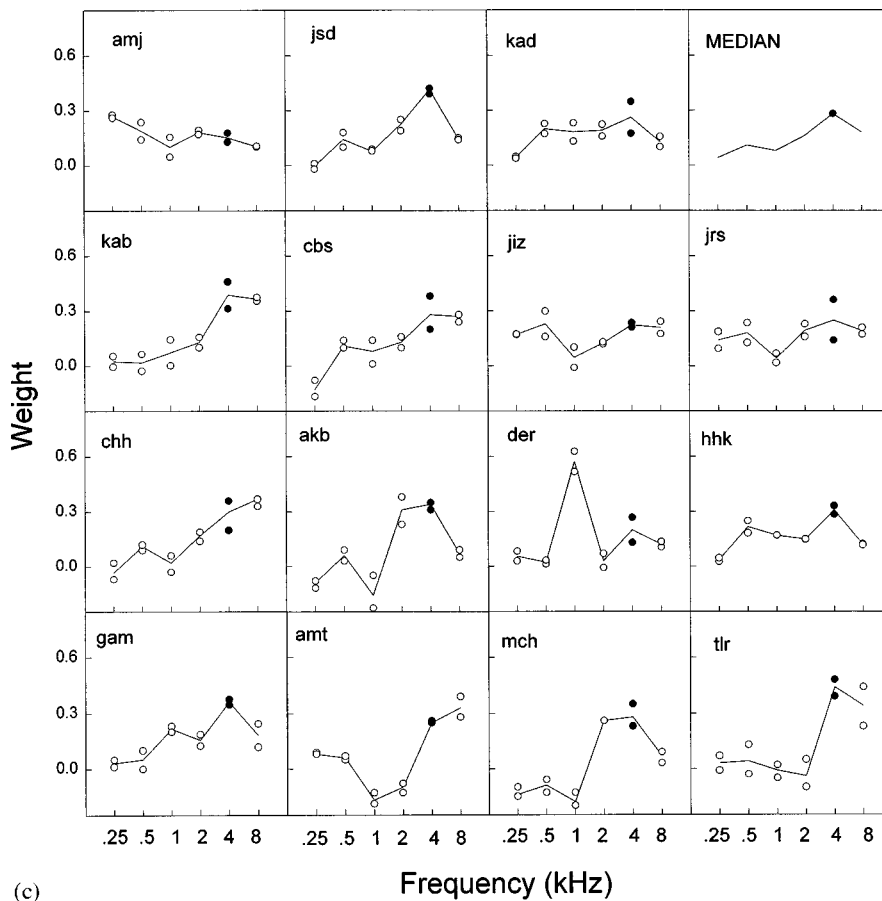 amj jsd kad MEDIAN
0.6
0.3
0.0
kab cbs jiz jrs
0.6
0.3
0.0
Weight
chh akb der hhk
0.6
0.3
0.0
gam amt mch tlr
0.6
0.3
0.0
.25 .5 1 2 4 8 .25 .5 1 2 4 8 .25 .5 1 2 4 8 .25 .5 1 2 4 8
(c) Frequency (kHz)